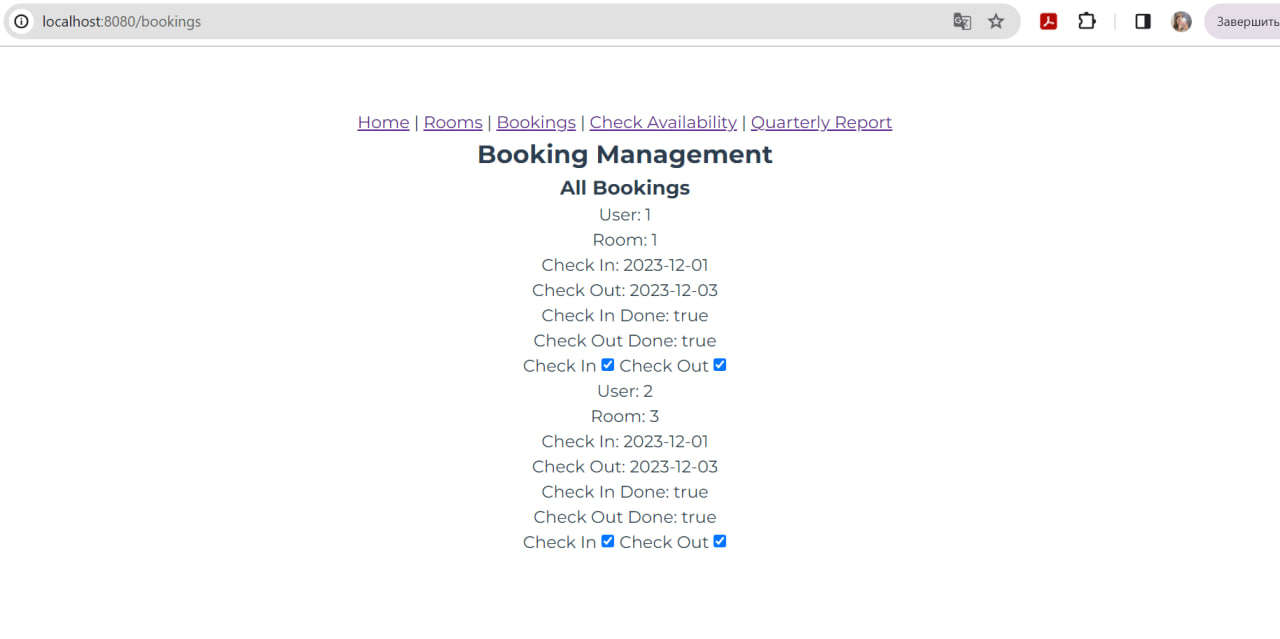 localhost:8080/bookings
Завершить
Home | Rooms | Bookings | Check Availability | Quarterly Report
Booking Management
All Bookings
User: 1
Room: 1
Check In: 2023-12-01
Check Out: 2023-12-03
Check In Done: true
Check Out Done: true
Check In Check Out
User: 2
Room: 3
Check In: 2023-12-01
Check Out: 2023-12-03
Check In Done: true
Check Out Done: true
Check In Check Out